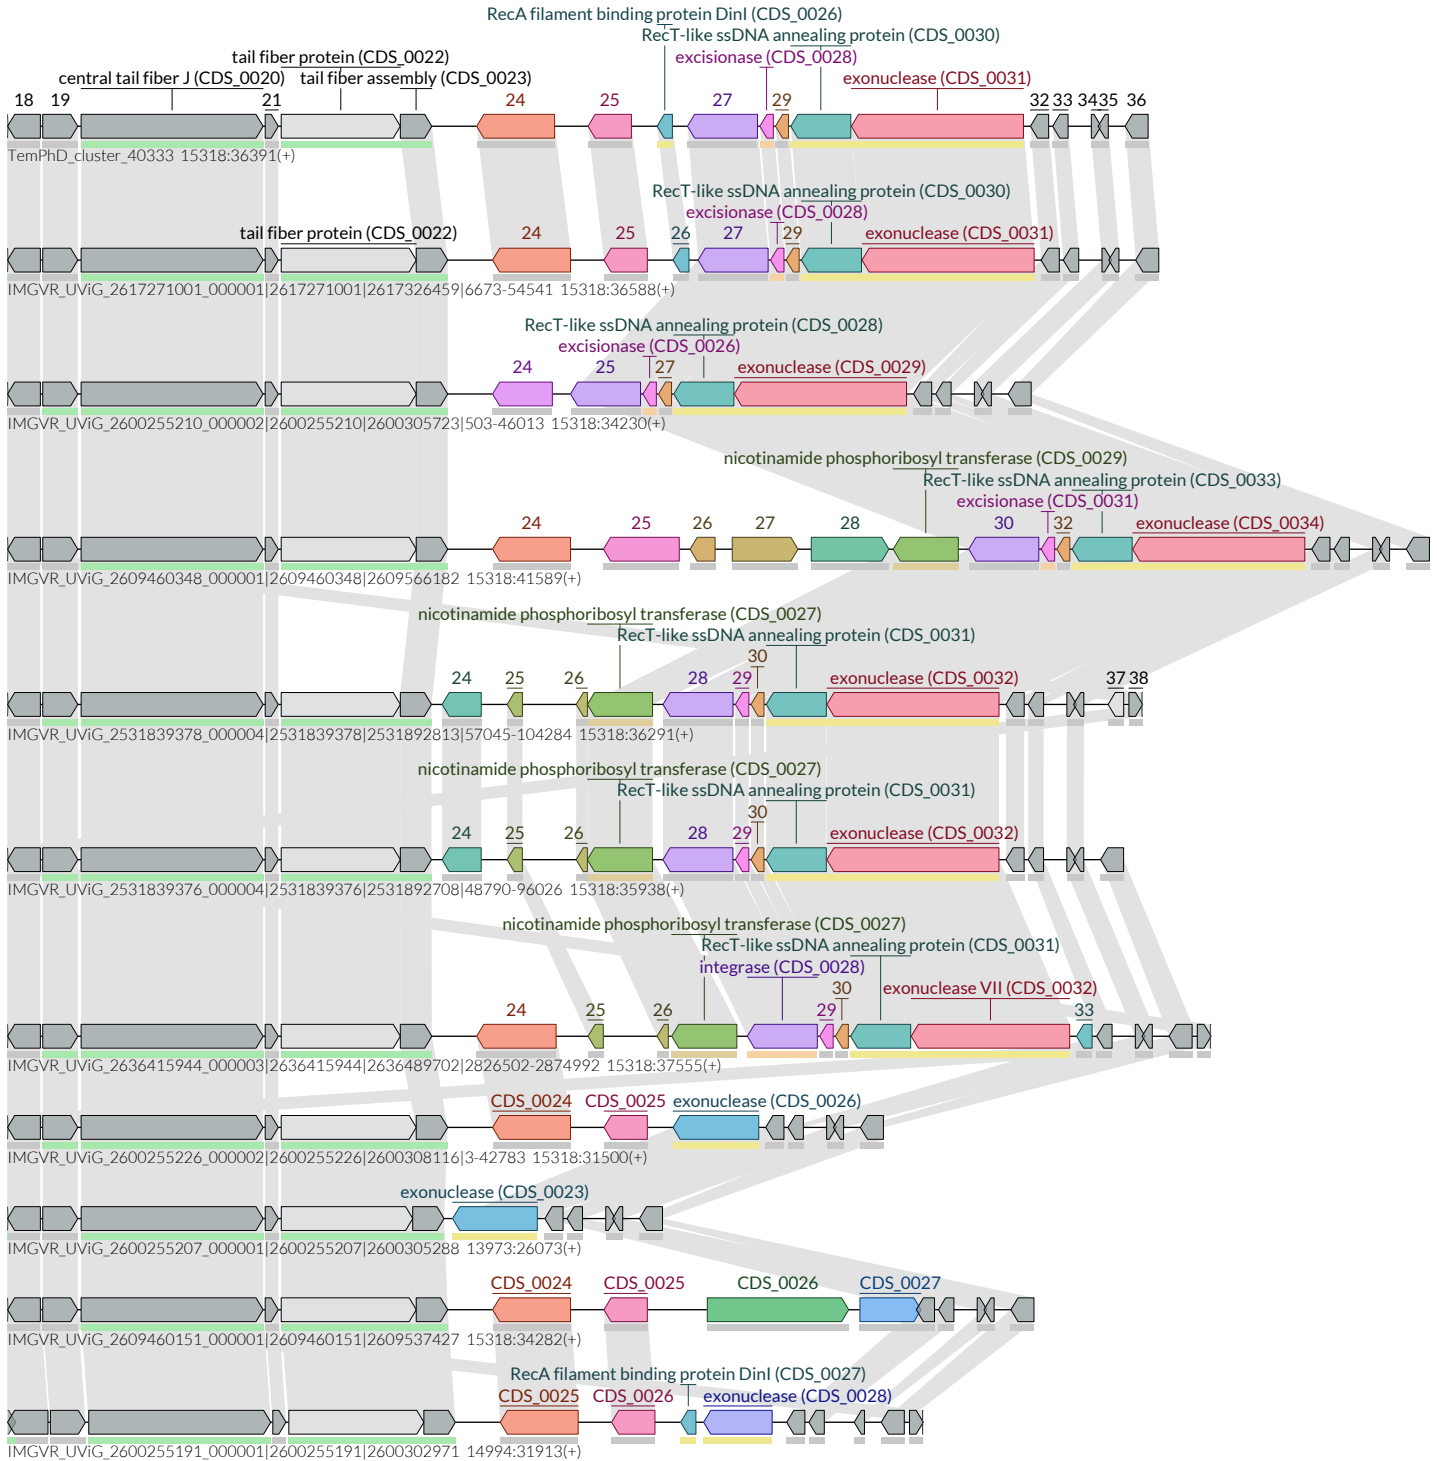 RecA filament binding protein DinI (CDS_0026)
RecT-like ssDNA annealing protein (CDS_0030)
tail fiber protein (CDS_0022) excisionase (CDS_0028)
central tail fiber J (CDS_0020) tail fiber assembly (CDS_0023) exonuclease (CDS_0031)
18 19 21 24 25 27 29 32 33 34 35 36
TemPhD_cluster_40333 15318:36391(+)
RecT-like ssDNA annealing protein (CDS_0030)
excisionase (CDS_0028)
tail fiber protein (CDS_0022) 24 25 26 27 29 exonuclease (CDS_0031)
IMGVR_UViG_2617271001_000001|2617271001|2617326459|6673-54541 15318:36588(+)
RecT-like ssDNA annealing protein (CDS_0028)
excisionase (CDS_0026)
24 25 27 exonuclease (CDS_0029)
IMGVR_UViG_2600255210_000002|2600255210|2600305723|503-46013 15318:34230(+)
nicotinamide phosphoribosyl transferase (CDS_0029)
RecT-like ssDNA annealing protein (CDS_0033)
excisionase (CDS_0031)
24 25 26 27 28 30 32 exonuclease (CDS_0034)
IMGVR_UViG_2609460348_000001|2609460348|2609566182 15318:41589(+)
nicotinamide phosphoribosyl transferase (CDS_0027)
RecT-like ssDNA annealing protein (CDS_0031)
30
24 25 26 28 29 exonuclease (CDS_0032) 37 38
IMGVR_UViG_2531839378_000004|2531839378|2531892813|57045-104284 15318:36291(+)
nicotinamide phosphoribosyl transferase (CDS_0027)
RecT-like ssDNA annealing protein (CDS_0031)
30
24 25 26 28 29 exonuclease (CDS_0032)
IMGVR_UViG_2531839376_000004|2531839376|2531892708|48790-96026 15318:35938(+)
nicotinamide phosphoribosyl transferase (CDS_0027)
RecT-like ssDNA annealing protein (CDS_0031)
integrase (CDS_0028)
30 exonuclease VII (CDS_0032)
24 25 26 29 33
IMGVR_UViG_2636415944_000003|2636415944|2636489702|2826502-2874992 15318:37555(+)
CDS_0024 CDS_0025 exonuclease (CDS_0026)
IMGVR_UViG_2600255226_000002|2600255226|2600308116|3-42783 15318:31500(+)
exonuclease (CDS_0023)
IMGVR_UViG_2600255207_000001|2600255207|2600305288 13973:26073(+)
CDS_0024 CDS_0025 CDS_0026 CDS_0027
IMGVR_UViG_2609460151_000001|2609460151|2609537427 15318:34282(+)
RecA filament binding protein DinI (CDS_0027)
CDS_0025 CDS_0026 exonuclease (CDS_0028)
IMGVR_UViG_2600255191_000001|2600255191|2600302971 14994:31913(+)